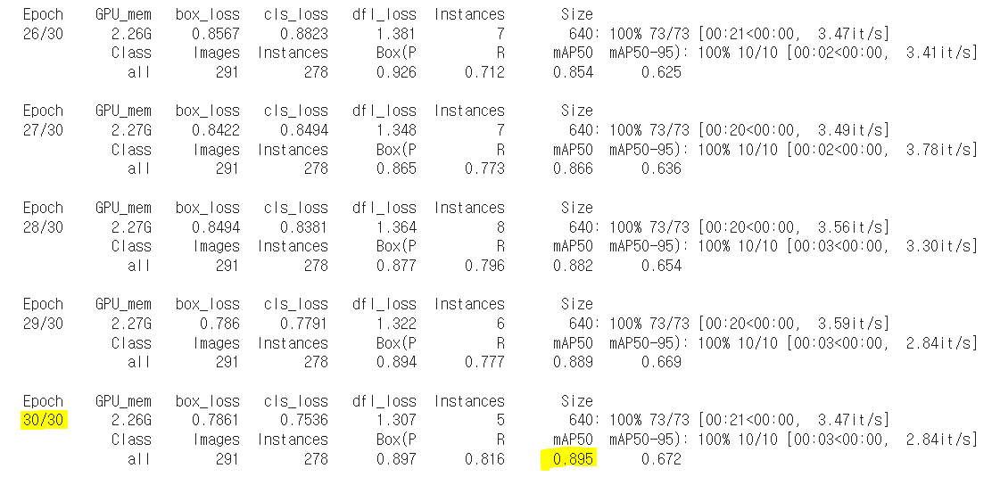 Epoch GPU_mem box_loss cls_loss dfl_loss Instances Size
26/30 2.26G 0.8567 0.8823 1.381 7 640: 100% 73/73 [00:21<00:00, 3.47it/s]
Class Images Instances Box(P R mAP50 mAP50-95): 100% 10/10 [00:02<00:00, 3.41it/s]
all 291 278 0.926 0.712 0.854 0.625
Epoch GPU_mem box_loss cls_loss dfl_loss Instances Size
27/30 2.27G 0.8422 0.8494 1.348 7 640: 100% 73/73 [00:20<00:00, 3.49it/s]
Class Images Instances Box(P R mAP50 mAP50-95): 100% 10/10 [00:02<00:00, 3.78it/s]
all 291 278 0.865 0.773 0.866 0.636
Epoch GPU_mem box_loss cls_loss dfl_loss Instances Size
28/30 2.27G 0.8494 0.8381 1.364 8 640: 100% 73/73 [00:20<00:00, 3.56it/s]
Class Images Instances Box(P R mAP50 mAP50-95): 100% 10/10 [00:03<00:00, 3.30it/s]
all 291 278 0.877 0.796 0.882 0.654
Epoch GPU_mem box_loss cls_loss dfl_loss Instances Size
29/30 2.27G 0.786 0.7791 1.322 6 640: 100% 73/73 [00:20<00:00, 3.59it/s]
Class Images Instances Box(P R mAP50 mAP50-95): 100% 10/10 [00:03<00:00, 2.84it/s]
all 291 278 0.894 0.777 0.889 0.669
Epoch GPU_mem box_loss cls_loss dfl_loss Instances Size
30/30 2.26G 0.7861 0.7536 1.307 5 640: 100% 73/73 [00:21<00:00, 3.47it/s]
Class Images Instances Box(P R mAP50 mAP50-95): 100% 10/10 [00:03<00:00, 2.84it/s]
all 291 278 0.897 0.816 0.895 0.672